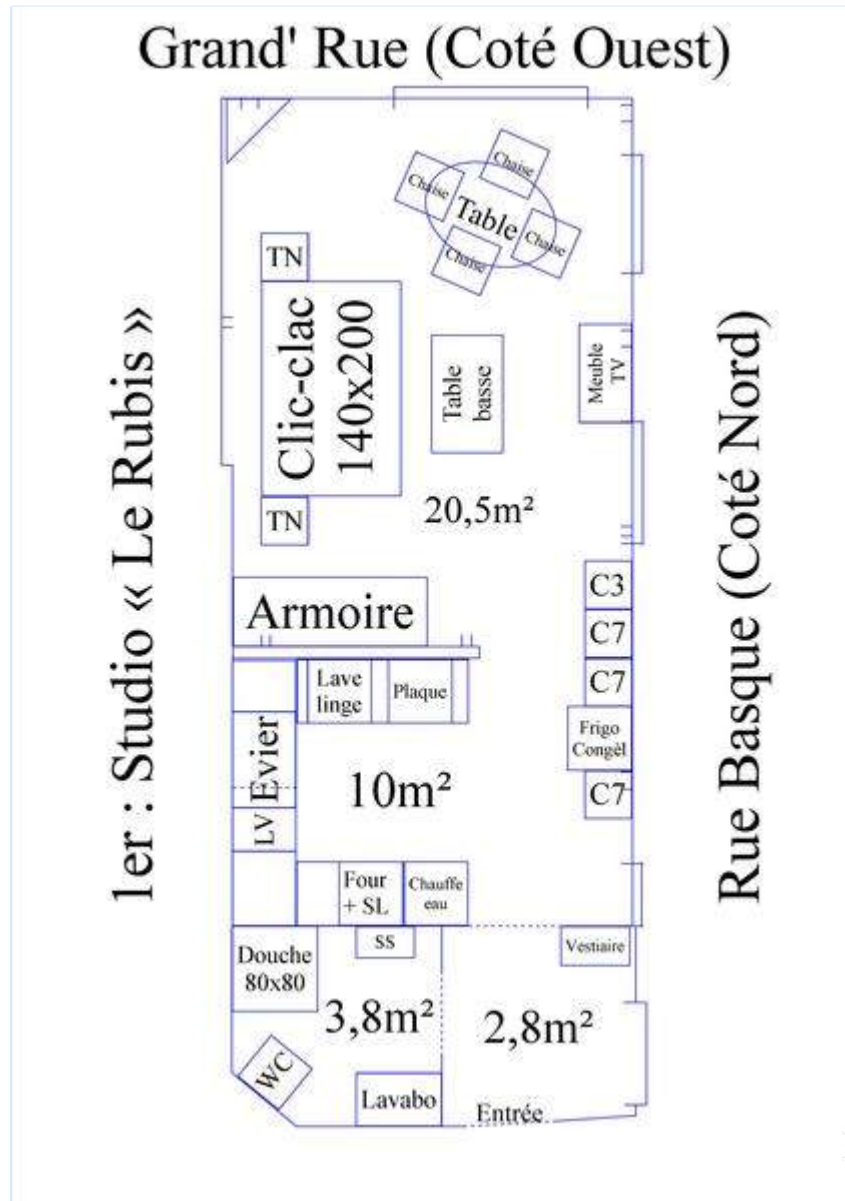 Grand' Rue (Coté Ouest)
Chaise
Chaise
Table
Chaise
Chaise
TN
Clic-clac
140x200
Table
basse
Meuble
TV
TN
20,5m²
1er : Studio « Le Rubis »
Rue Basque (Coté Nord)
Armoire
C3
C7
C7
Frigo
Congèl
C7
Lave
linge
Plaque
Evier
LV
10m²
Four
+ SL
Chauffe
eau
Douche
80x80
SS
Vestiaire
3,8m²
2,8m²
WC
Lavabo
Entrée